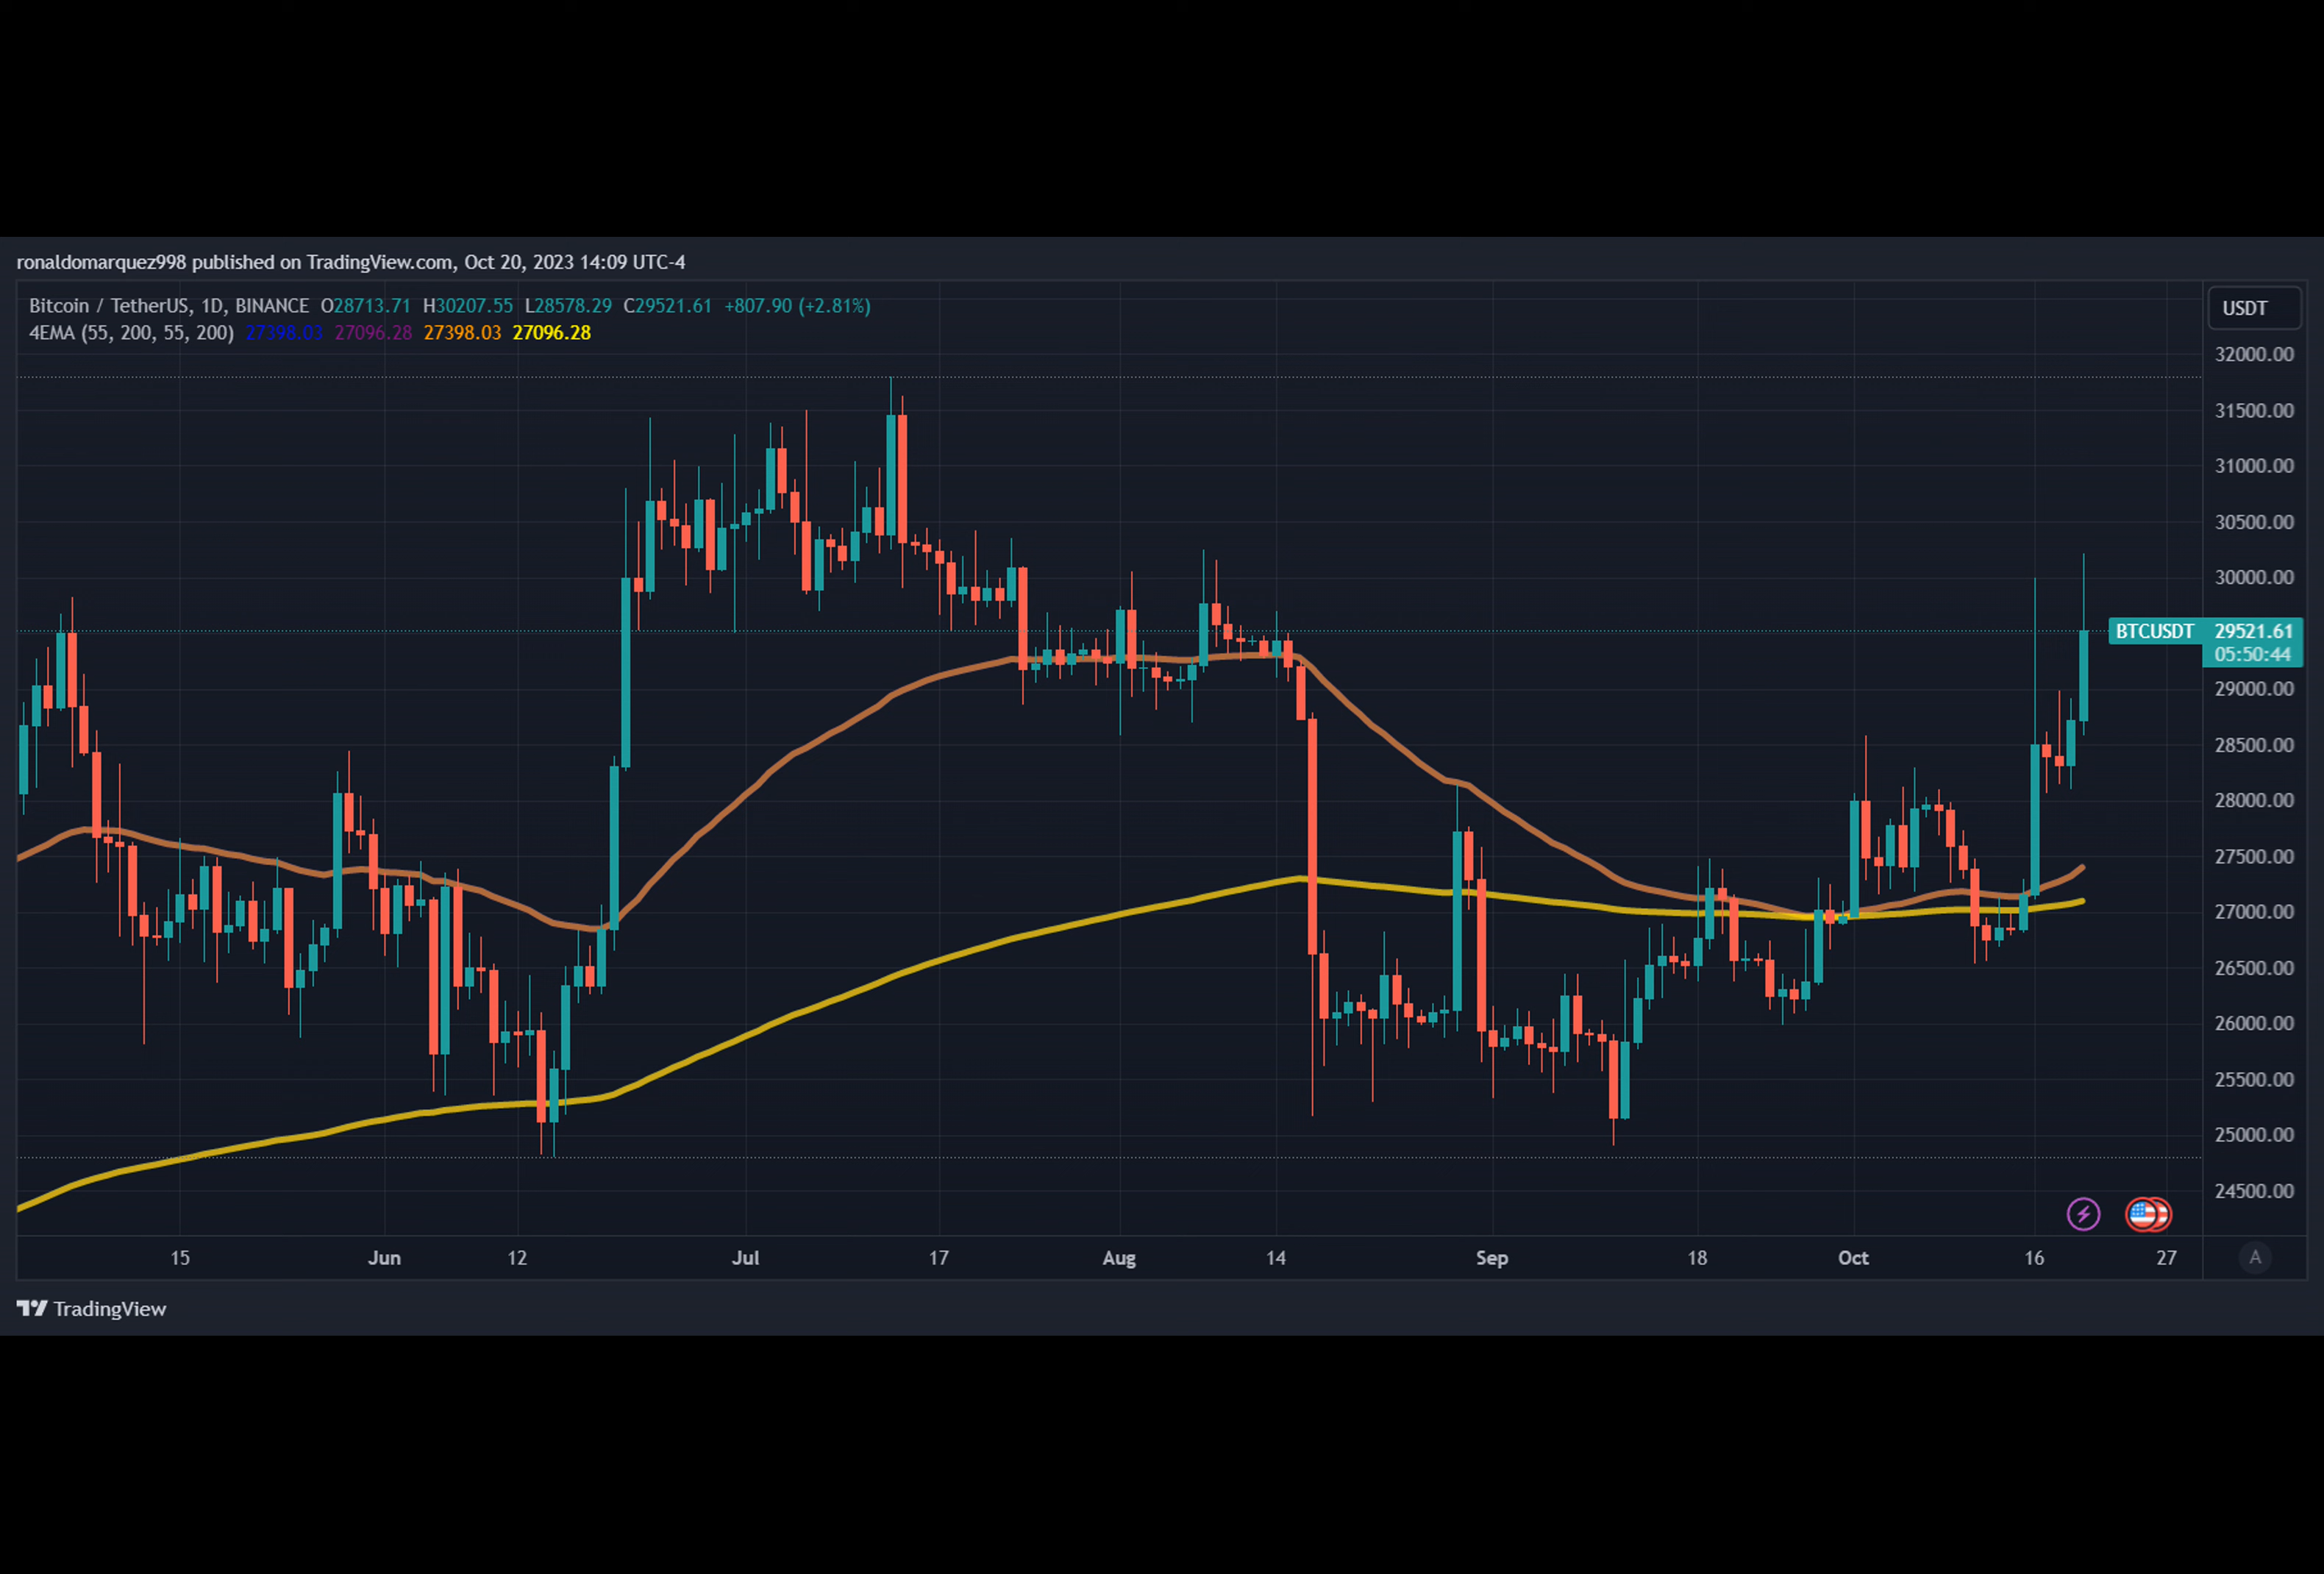 ronaldomarquez998 published on TradingView.com, Oct 20, 2023 14:09 UTC-4
Bitcoin / TetherUS, 1D, BINANCE O28713.71 H30207.55 L28578.29 C29521.61 +807.90 (+2.81%)
4EMA (55, 200, 55, 200) 27398.03 27096.28 27398.03 27096.28
USDT
32000.00
31500.00
31000.00
30500.00
30000.00
BTCUSDT 29521.61
05:50:44
29000.00
28500.00
28000.00
27500.00
27000.00
26500.00
26000.00
25500.00
25000.00
24500.00
15 Jun 12 Jul 17 Aug 14 Sep 18 Oct 16 27 A
TradingView